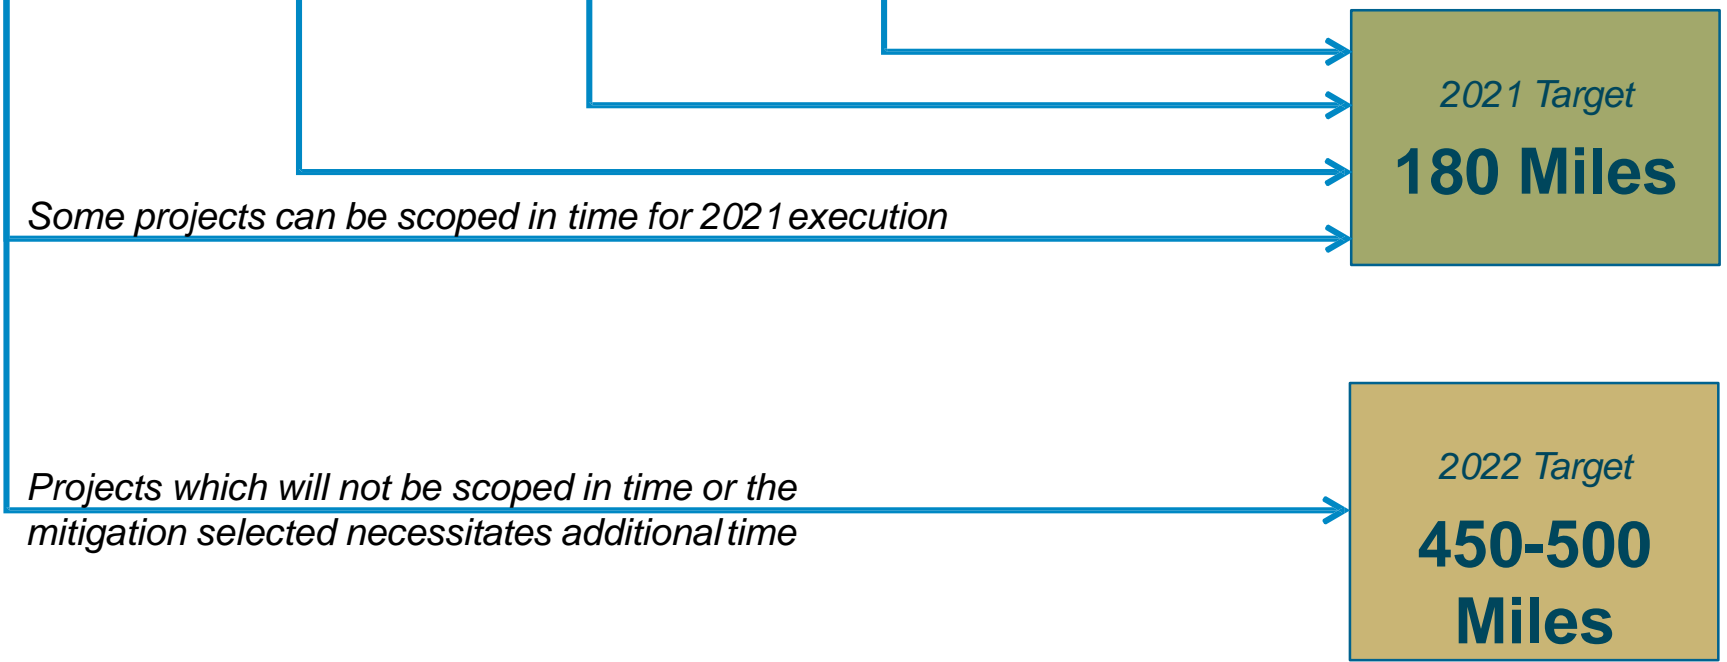 2021 Target
180 Miles
Some projects can be scoped in time for 2021 execution
2022 Target
Projects which will not be scoped in time or the
mitigation selected necessitates additional time
450-500
Miles